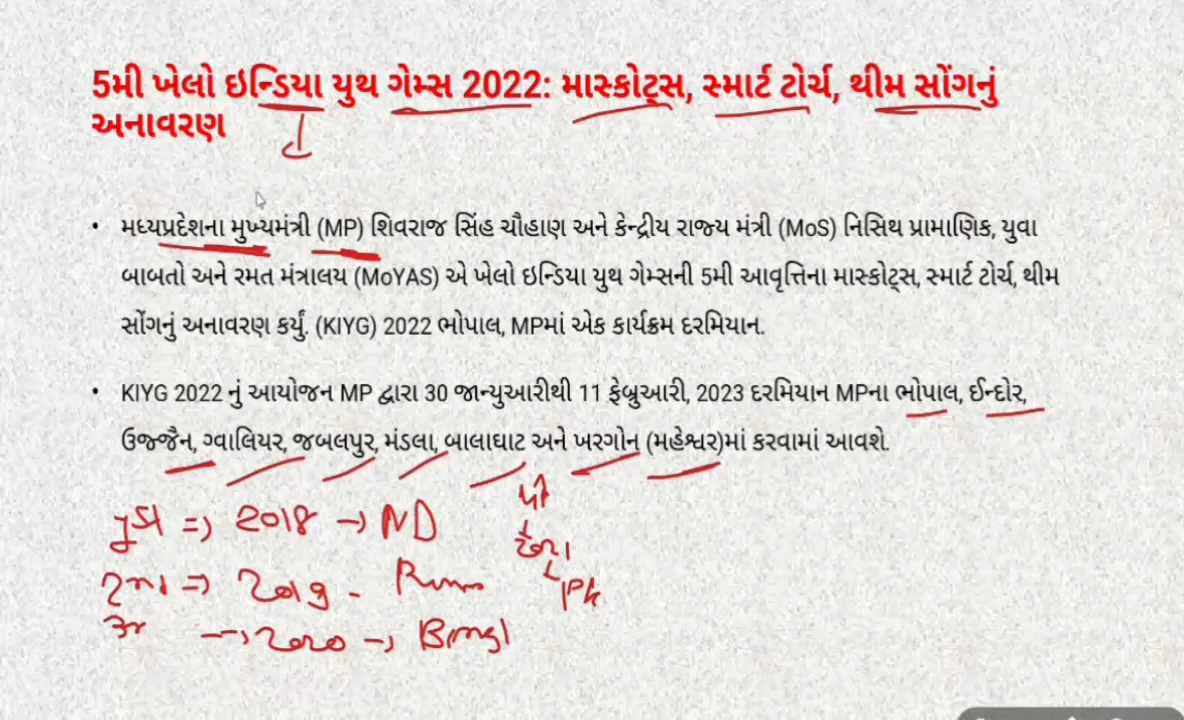 5મી ખેલો ઇન્ડિયા યુથ ગેમ્સ 2022: માસ્કોટ્સ, સ્માર્ટ ટોર્ચ, થીમ સોંગનું
અનાવરણ
• મધ્યપ્રદેશના મુખ્યમંત્રી (MP) શિવરાજ સિંહ ચૌહાણ અને કેન્દ્રીય રાજ્ય મંત્રી (MoS) નિસિથ પ્રામાણિક, યુવા
બાબતો અને રમત મંત્રાલય (MoYAS) એ ખેલો ઇન્ડિયા યુથ ગેમ્સની 5મી આવૃત્તિના માસ્કોટ્સ, સ્માર્ટ ટોર્ચ, થીમ
સોંગનું અનાવરણ કર્યું. (KIYG) 2022 ભોપાલ, MPમાં એક કાર્યક્રમ દરમિયાન.
• KIYG 2022 નું આયોજન MP દ્વારા 30 જાન્યુઆરીથી 11 ફેબ્રુઆરી, 2023 દરમિયાન MPના ભોપાલ, ઈન્દોર,
ઉજ્જૈન, ગ્વાલિયર, જબલપુર, મંડલા, બાલાઘાટ અને ખરગોન (મહેશ્વર)માં કરવામાં આવશે.
=> 2018 → ND
=> 2019 -
→ 2020 →